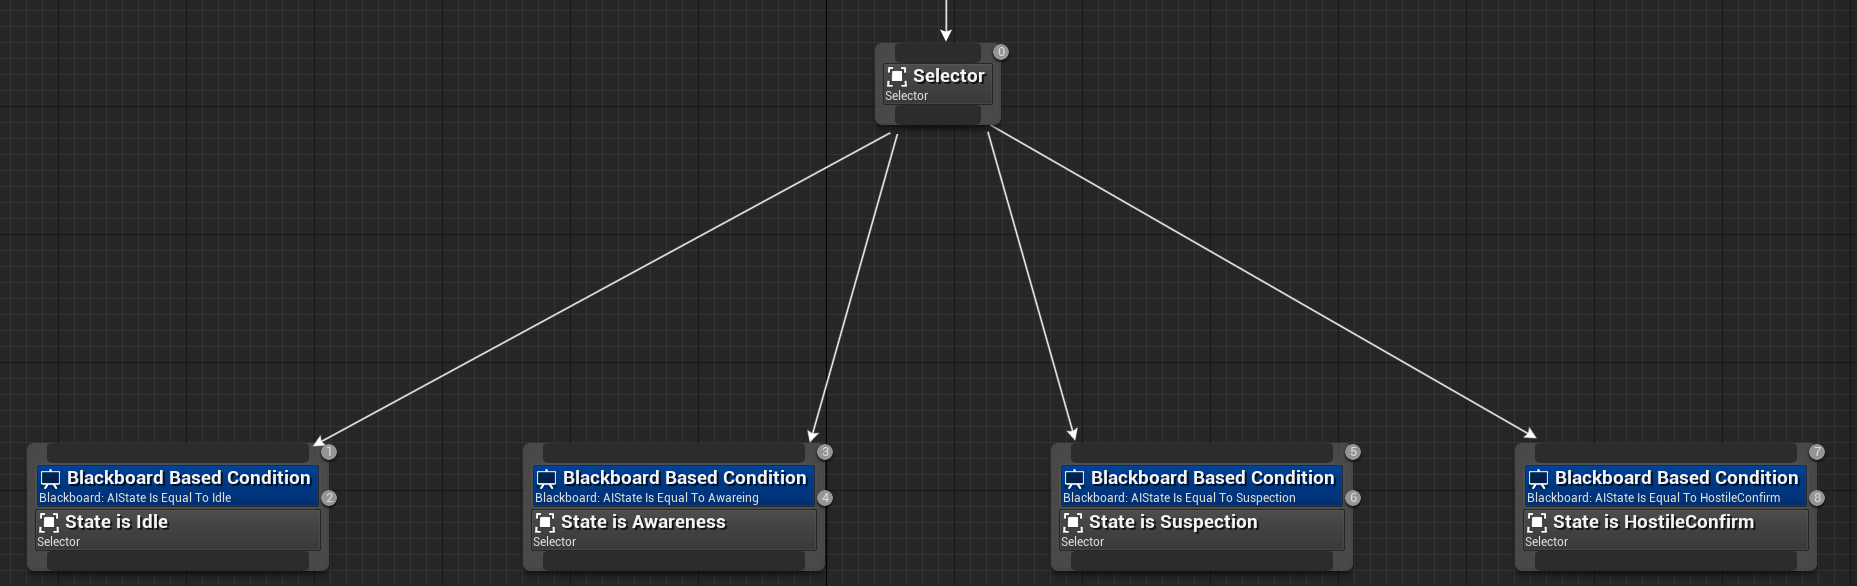 0
Selector
Selector
1
Blackboard Based Condition
Blackboard: AIState Is Equal To Idle
2
State is Idle
Selector
3
Blackboard Based Condition
Blackboard: AIState Is Equal To Awareing
4
State is Awareness
Selector
5
Blackboard Based Condition
Blackboard: AIState Is Equal To Suspection
6
State is Suspection
Selector
7
Blackboard Based Condition
Blackboard: AIState Is Equal To HostileConfirm
8
State is HostileConfirm
Selector